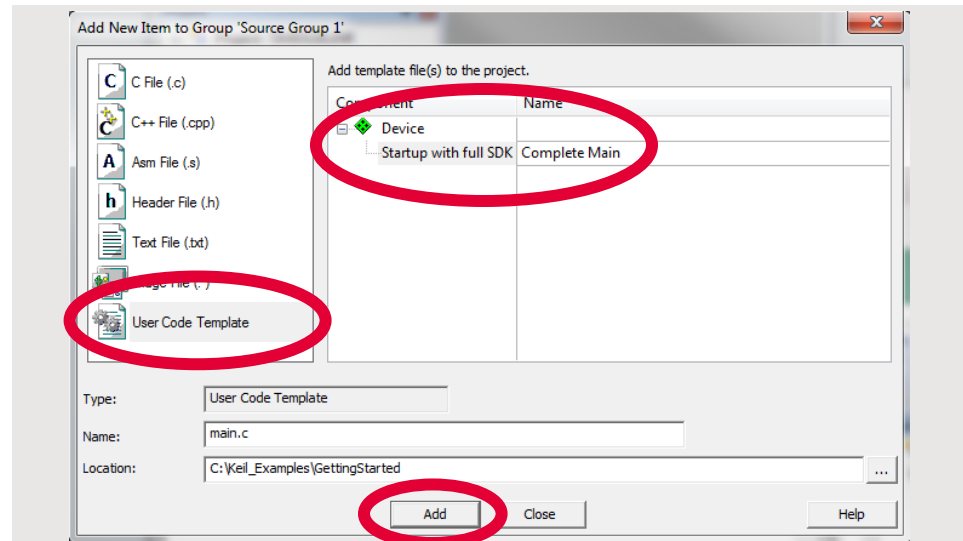 Add New Item to Group 'Source Group 1'
C File (.c)
C++ File (.cpp)
Asm File (.s)
Header File (.h)
Text File (.txt)
User Code Template
Add template file(s) to the project.
Component Name
Device
Startup with full SDK Complete Main
Type: User Code Template
Name: main.c
Location: C:\Keil_Examples\GettingStarted ...
Add Close Help